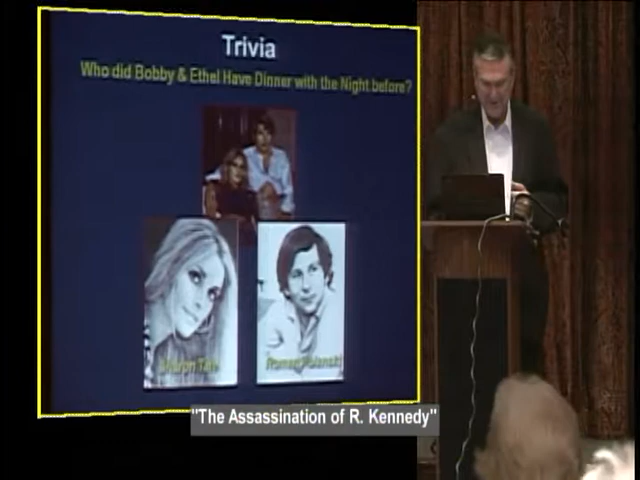 Trivia
Who did Bobby & Ethel Have Dinner with the Night before?
Sharon Tate
Roman Polanski
"The Assassination of R. Kennedy"